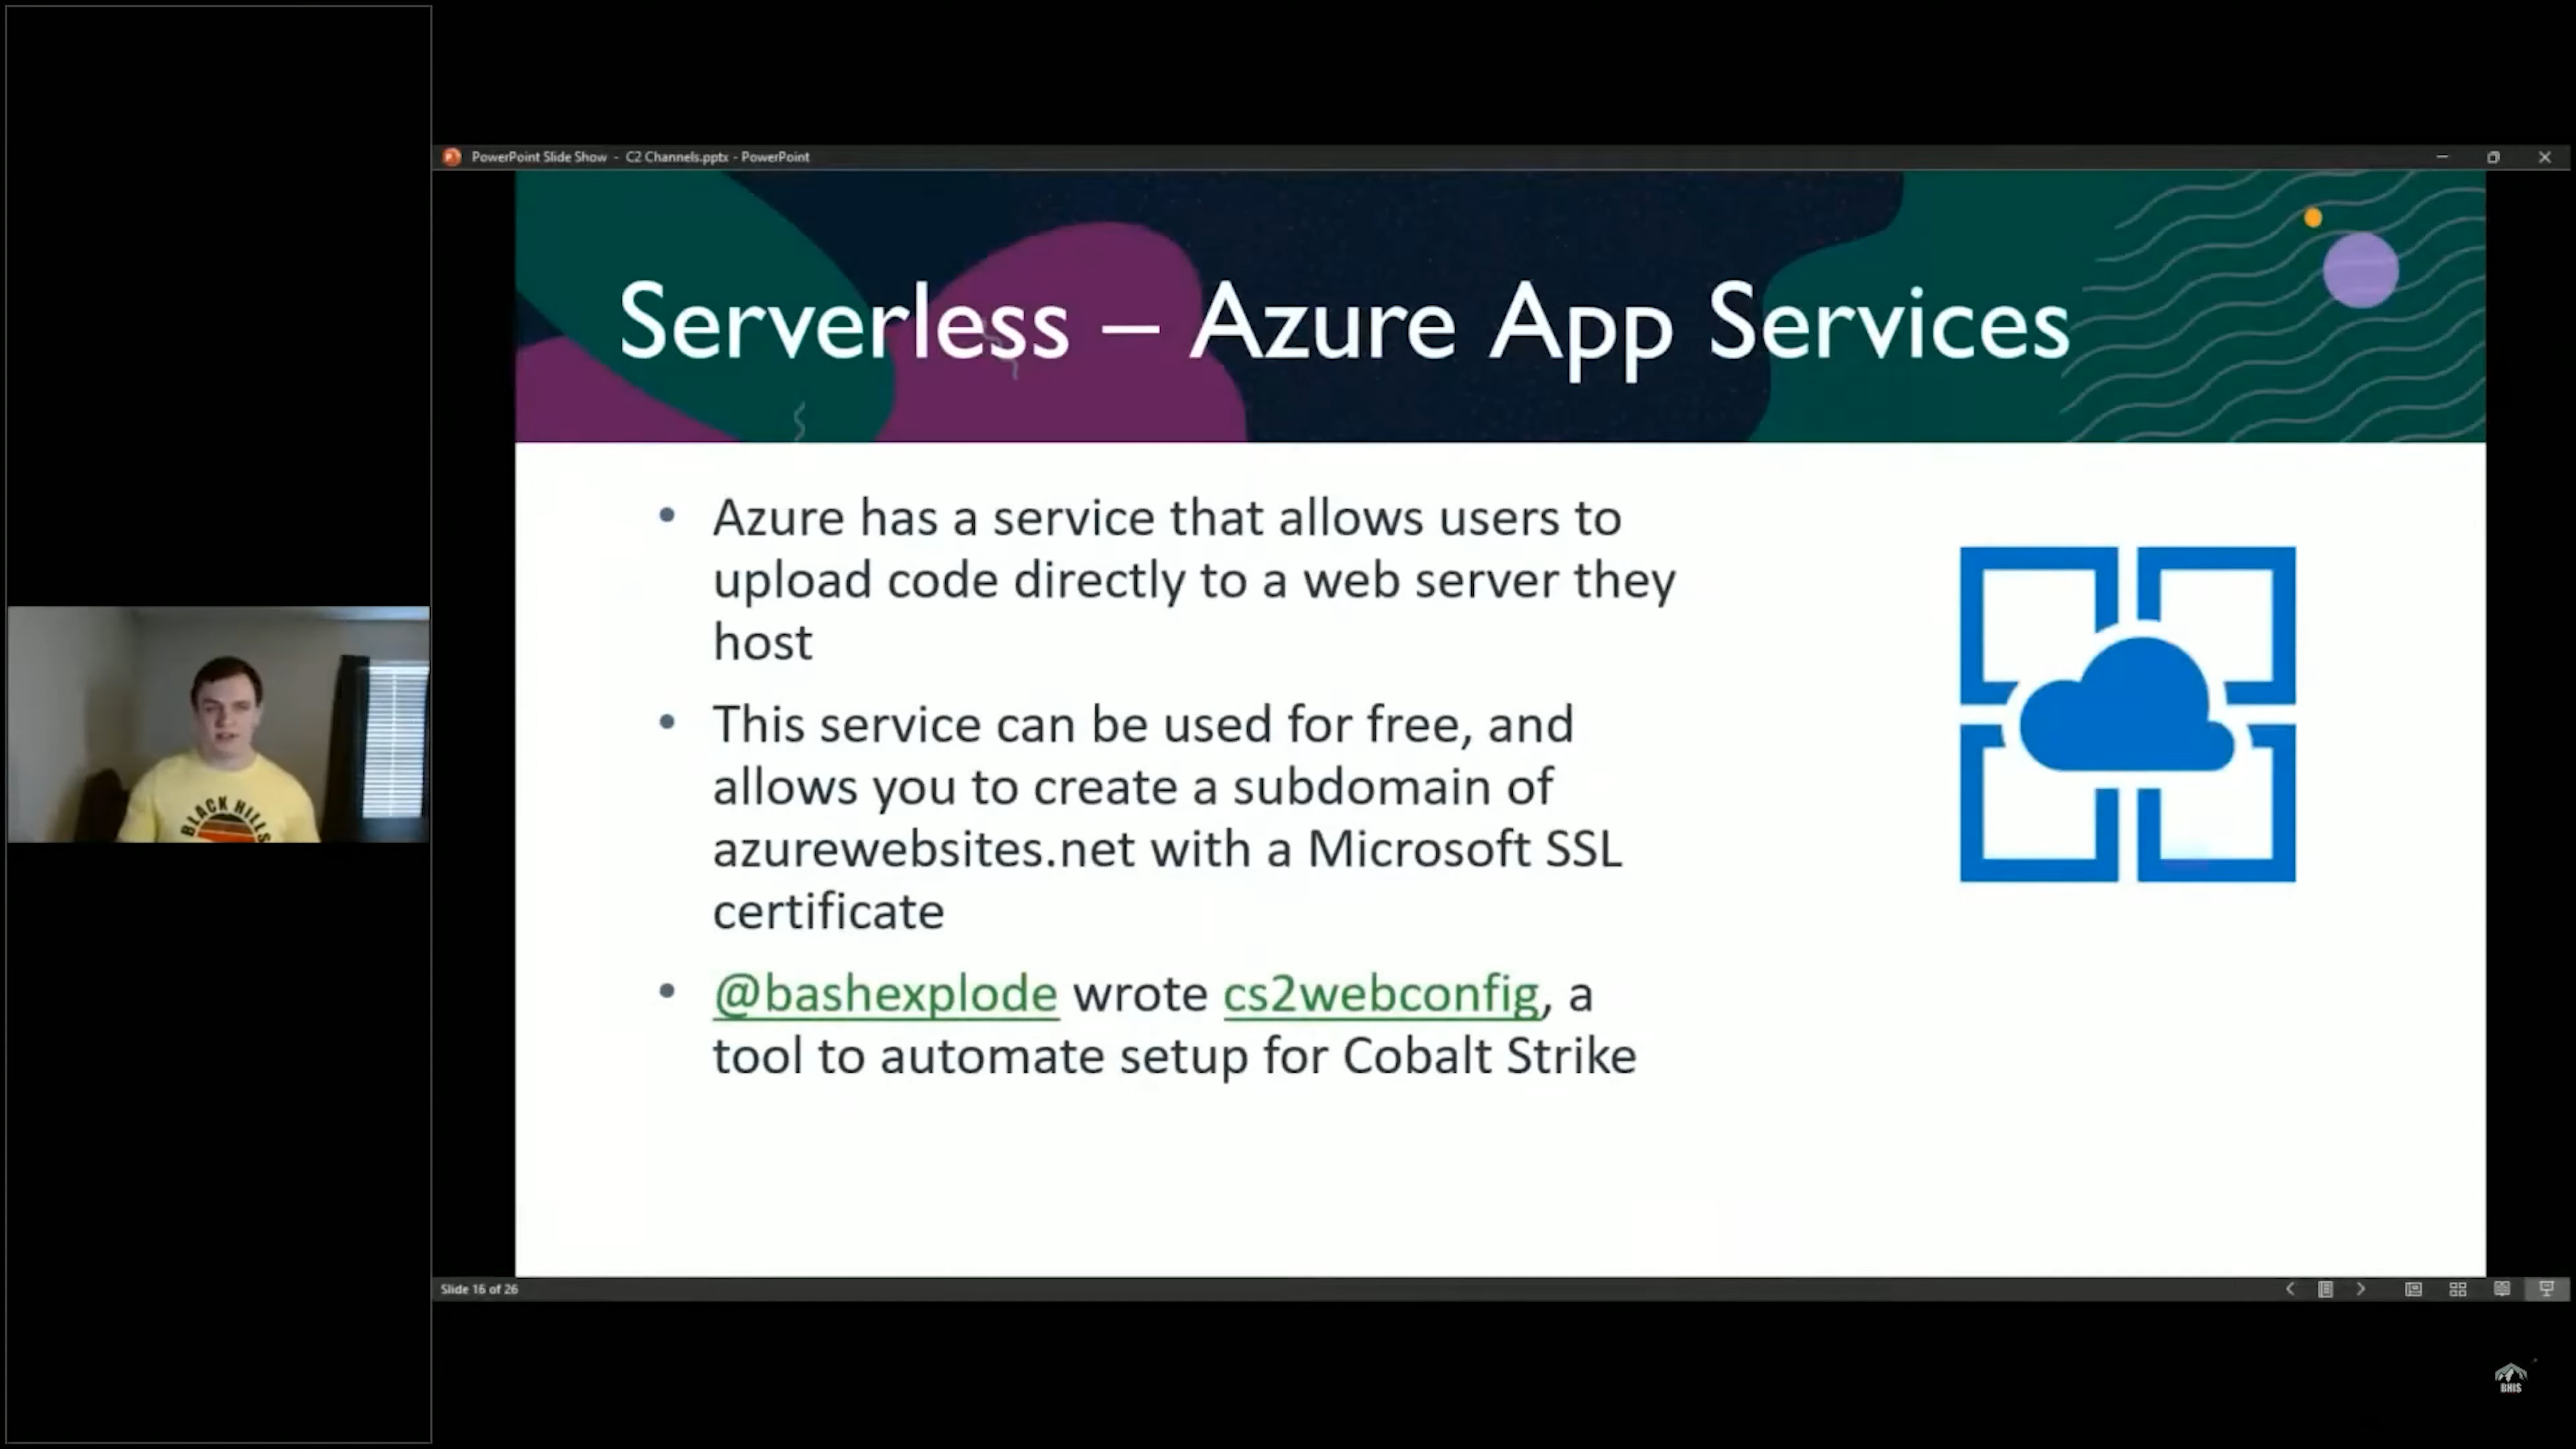 PowerPoint Slide Show - C2 Channels.pptx - PowerPoint
Serverless – Azure App Services
• Azure has a service that allows users to
upload code directly to a web server they
host
• This service can be used for free, and
allows you to create a subdomain of
azurewebsites.net with a Microsoft SSL
certificate
• @bashexplode wrote cs2webconfig, a
tool to automate setup for Cobalt Strike
BLACK HILLS
Slide 16 of 26
BHIS